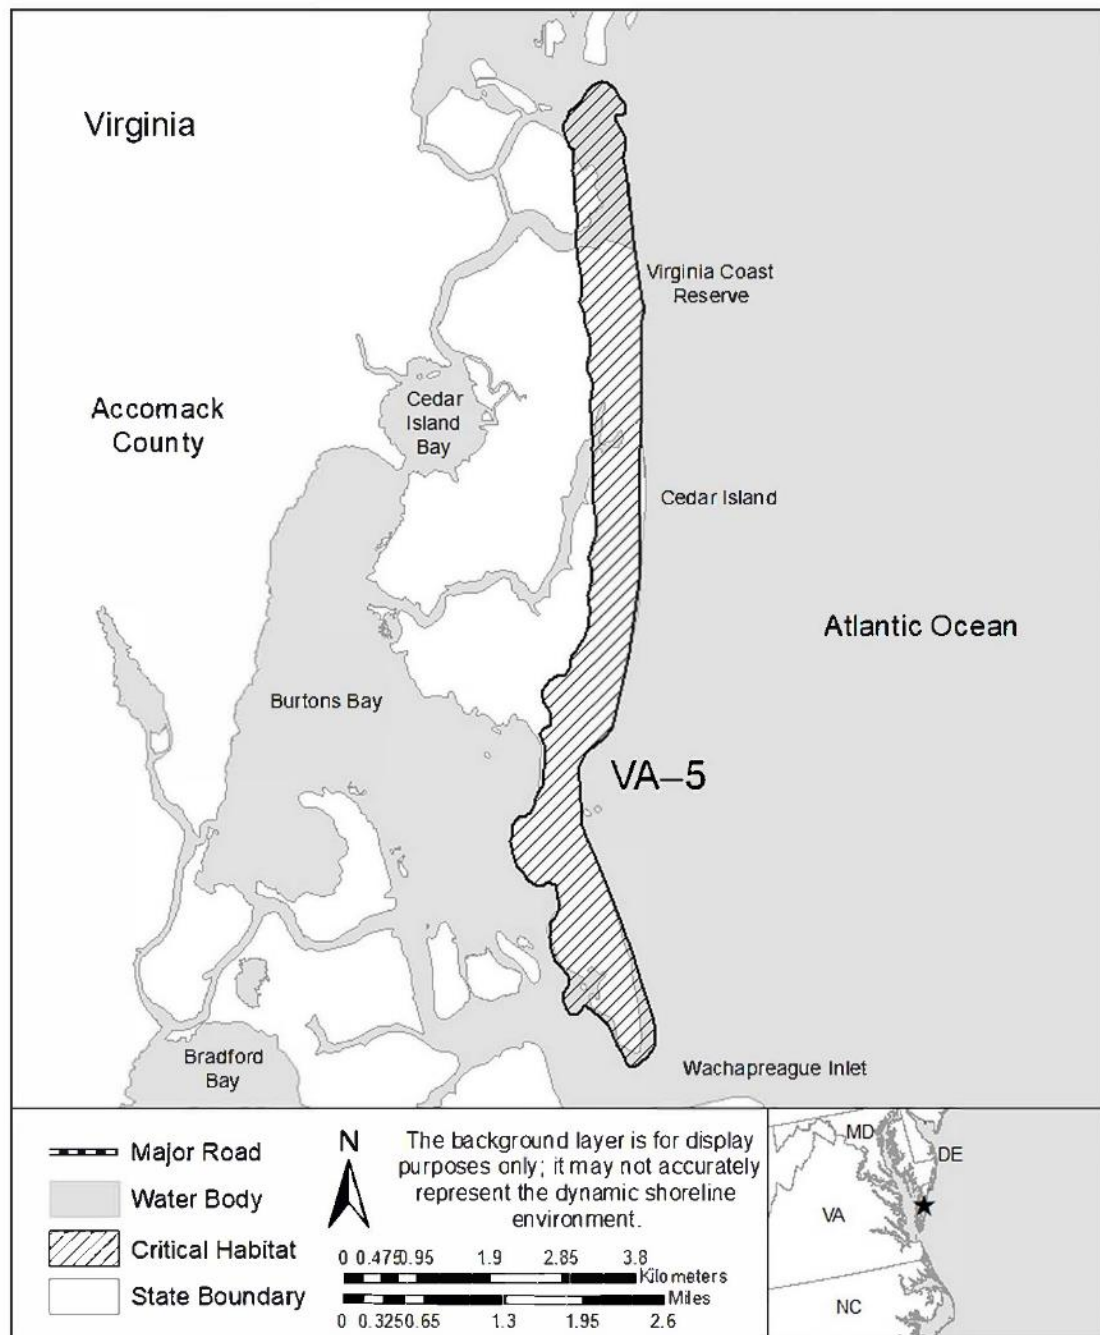 Virginia
Virginia Coast
Reserve
Cedar
Island
Bay
Accomack
County
Cedar Island
Atlantic Ocean
Burtons Bay
VA–5
Bradford
Bay
Wachapreague Inlet
Major Road
Water Body
Critical Habitat
State Boundary
N
The background layer is for display
purposes only; it may not accurately
represent the dynamic shoreline
environment.
0 0.475 0.95 1.9 2.85 3.8
Kilometers
Miles
0 0.325 0.65 1.3 1.95 2.6
MD
DE
VA
NC